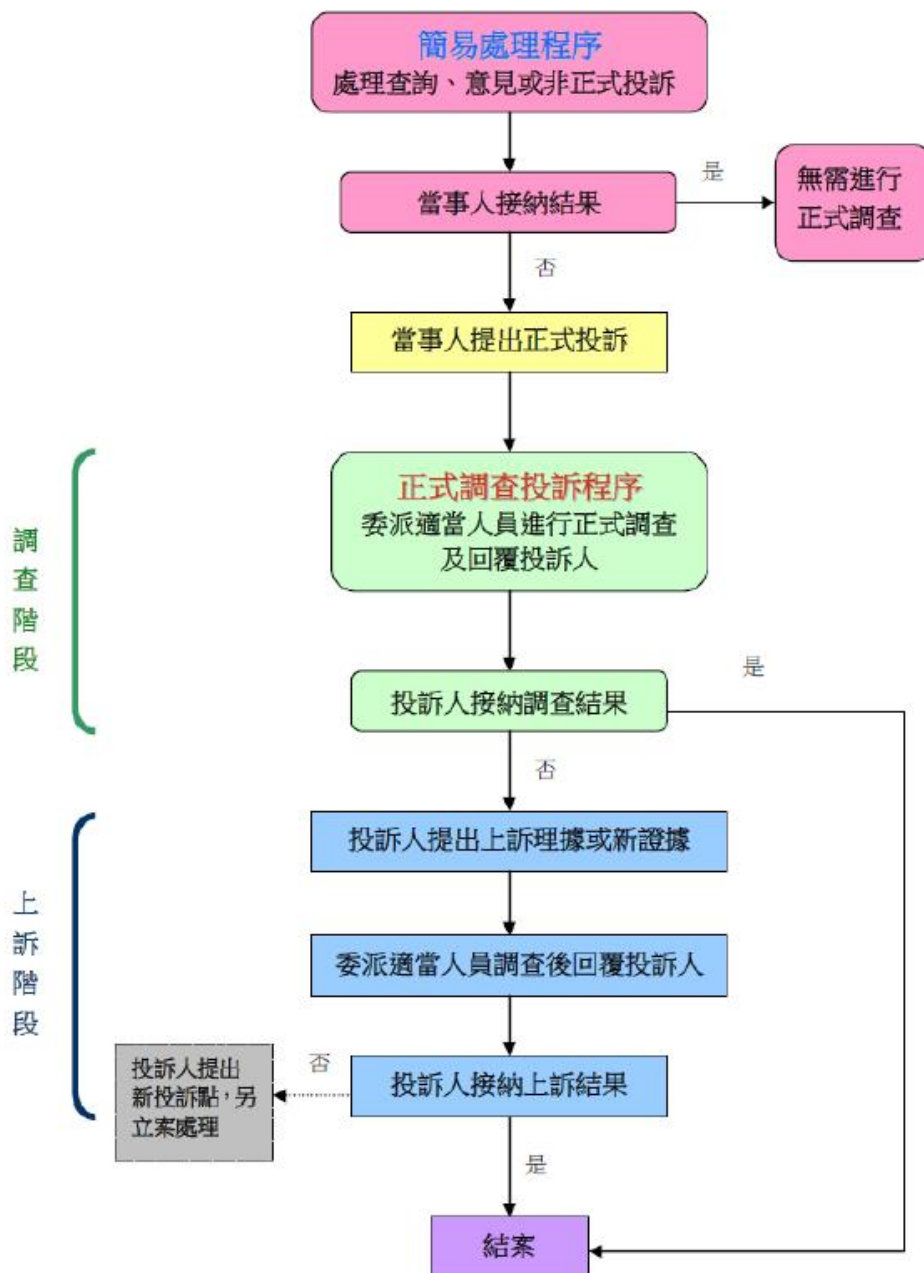 簡易處理程序
處理查詢、意見或非正式投訴
當事人接納結果
是
無需進行
正式調查
否
當事人提出正式投訴
調查階段
正式調查投訴程序
委派適當人員進行正式調查
及回覆投訴人
投訴人接納調查結果
是
否
上訴階段
投訴人提出上訴理據或新證據
委派適當人員調查後回覆投訴人
投訴人接納上訴結果
否
投訴人提出
新投訴點，另
立案處理
是
結案